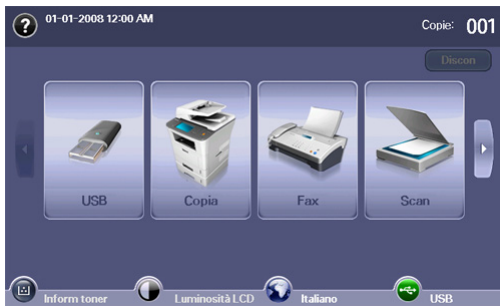 ?
01-01-2008 12:00 AM
Copie: 001
Discon
USB
Copia
Fax
Scan
Inform toner
Luminosità LCD
Italiano
USB